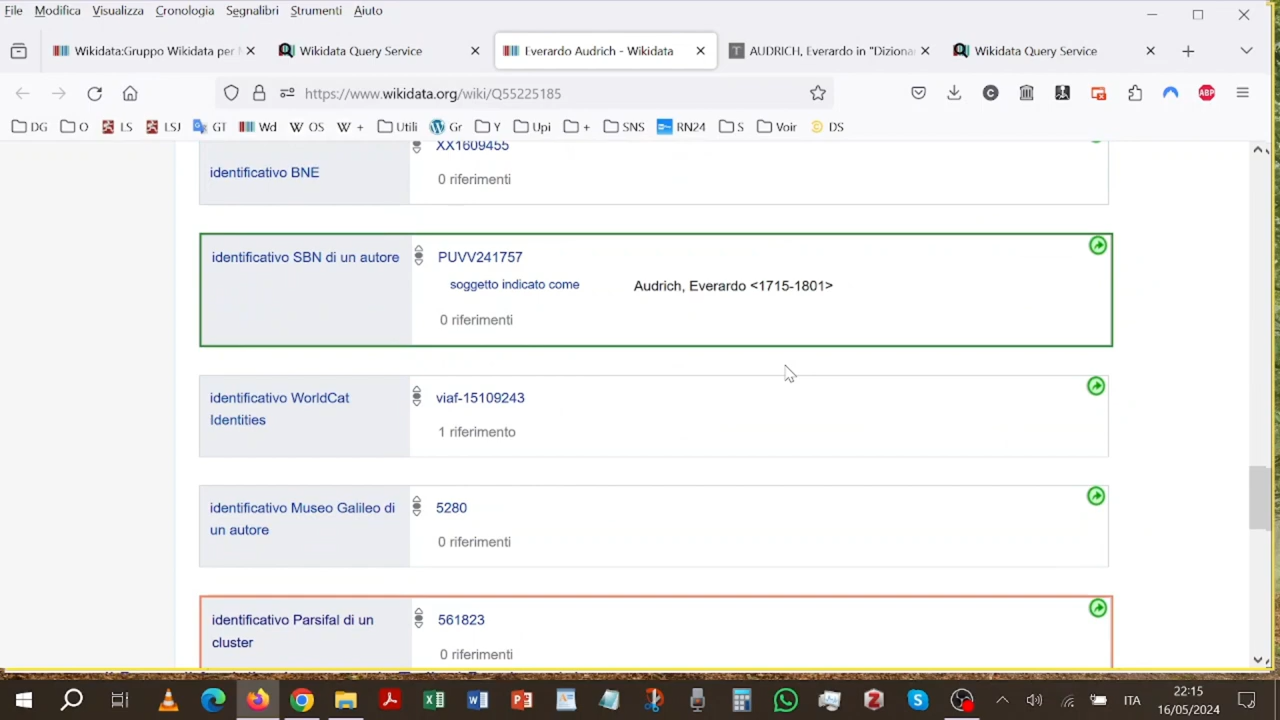 File Modifica Visualizza Cronologia Segnalibri Strumenti Aiuto
Wikidata:Gruppo Wikidata per M
Wikidata Query Service
Everardo Audrich - Wikidata
AUDRICH, Everardo in "Dizionar
Wikidata Query Service
https://www.wikidata.org/wiki/Q55225185
ABP
DG O LS LSJ GT Wd OS + Utili Gr Y Upi + SNS RN24 S Voir DS
XX1609455
identificativo BNE
0 riferimenti
identificativo SBN di un autore
PUVV241757
soggetto indicato come
Audrich, Everardo <1715-1801>
0 riferimenti
identificativo WorldCat
Identities
viaf-15109243
1 riferimento
identificativo Museo Galileo di
un autore
5280
0 riferimenti
identificativo Parsifal di un
cluster
561823
0 riferimenti
ITA
22:15
16/05/2024